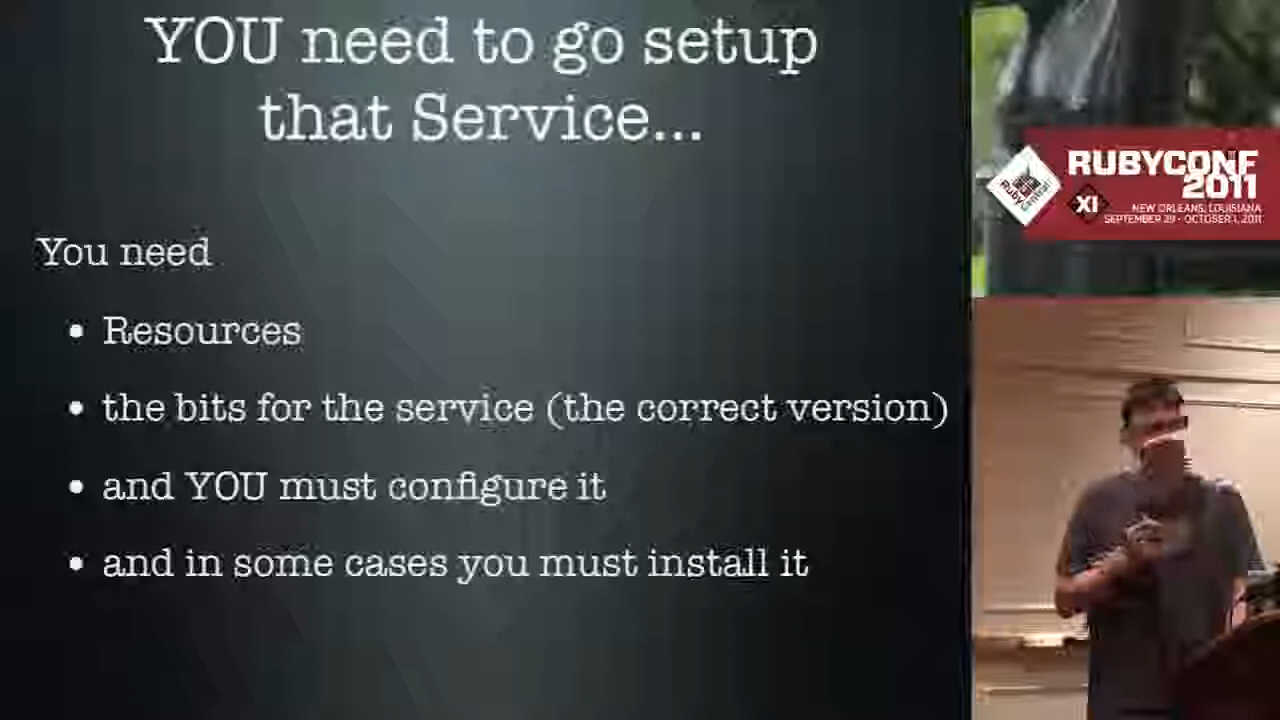 YOU need to go setup
that Service...
You need
• Resources
• the bits for the service (the correct version)
• and YOU must configure it
• and in some cases you must install it
RUBYCONF
2011
XI
NEW ORLEANS, LOUISIANA
SEPTEMBER 29 - OCTOBER 1, 2011
Ruby Central